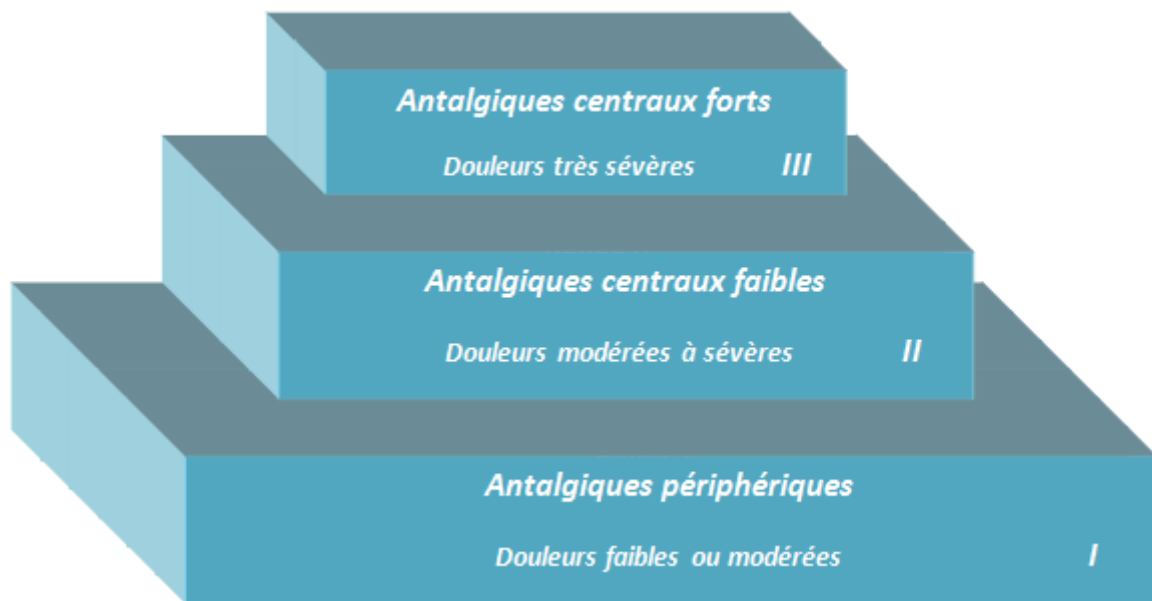 Antalgiques centraux forts
Douleurs très sévères III
Antalgiques centraux faibles
Douleurs modérées à sévères II
Antalgiques périphériques
Douleurs faibles ou modérées I